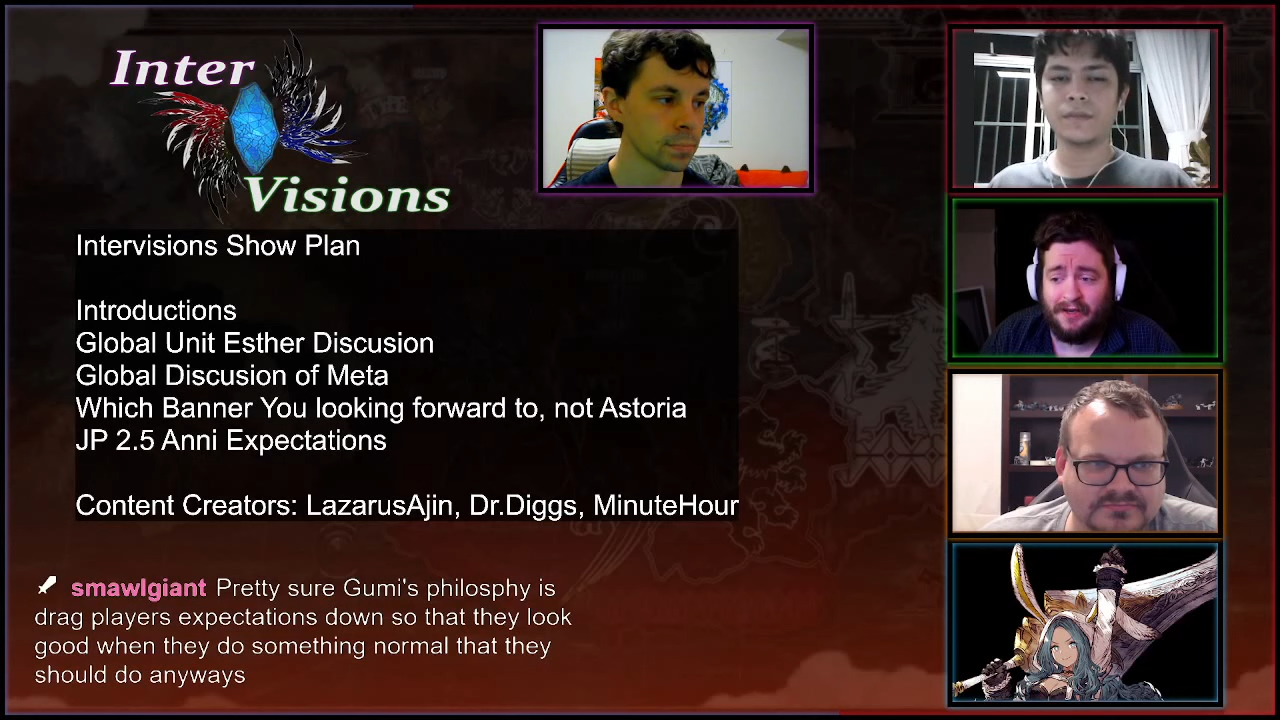 Inter
Visions
Intervisions Show Plan
Introductions
Global Unit Esther Discusion
Global Discusion of Meta
Which Banner You looking forward to, not Astoria
JP 2.5 Anni Expectations
Content Creators: LazarusAjin, Dr.Diggs, MinuteHour
smawlgiant Pretty sure Gumi's philosphy is
drag players expectations down so that they look
good when they do something normal that they
should do anyways